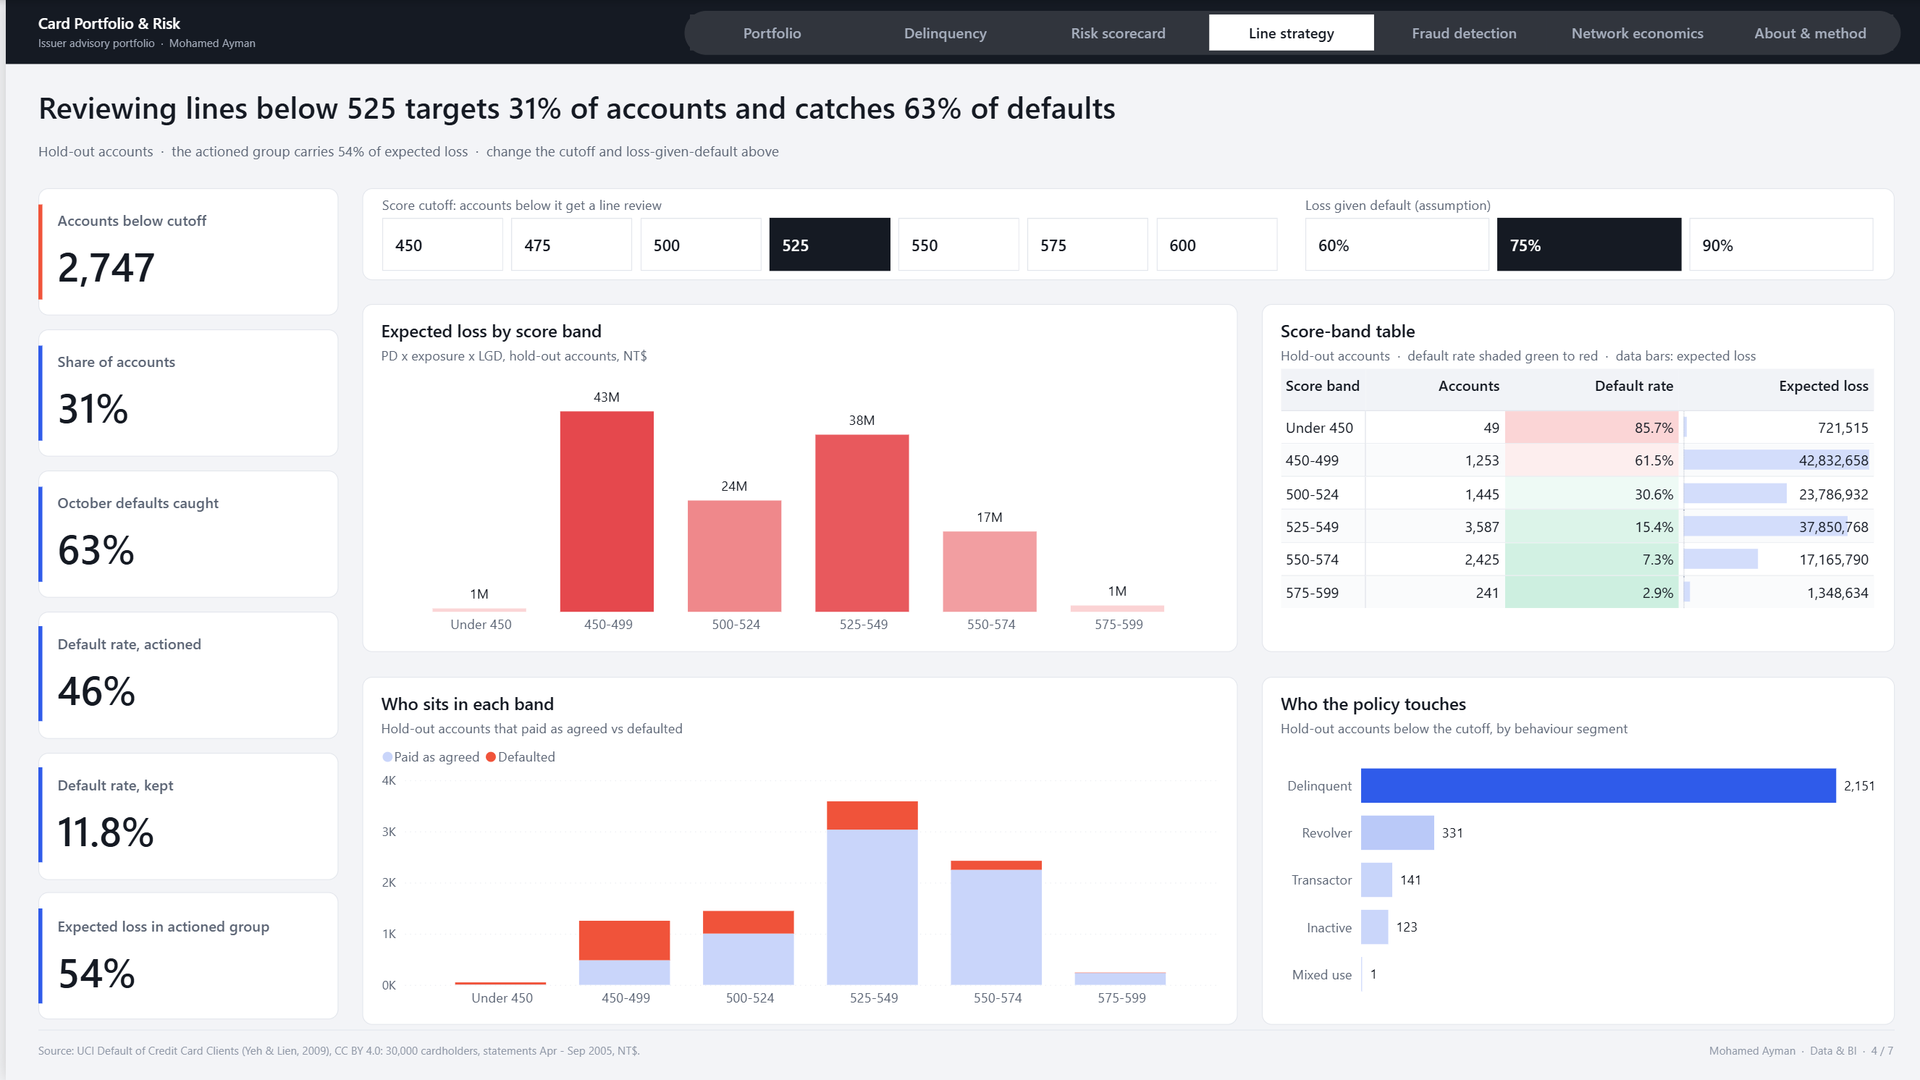 Card Portfolio & Risk
Issuer advisory portfolio · Mohamed Ayman
Portfolio
Delinquency
Risk scorecard
Line strategy
Fraud detection
Network economics
About & method
Reviewing lines below 525 targets 31% of accounts and catches 63% of defaults
Hold-out accounts · the actioned group carries 54% of expected loss · change the cutoff and loss-given-default above
Accounts below cutoff
2,747
Share of accounts
31%
October defaults caught
63%
Default rate, actioned
46%
Default rate, kept
11.8%
Expected loss in actioned group
54%
Score cutoff: accounts below it get a line review
450
475
500
525
550
575
600
Loss given default (assumption)
60%
75%
90%
Expected loss by score band
PD x exposure x LGD, hold-out accounts, NT$
1M
43M
24M
38M
17M
1M
Under 450
450-499
500-524
525-549
550-574
575-599
Score-band table
Hold-out accounts · default rate shaded green to red · data bars: expected loss
Score band Accounts Default rate Expected loss
Under 450 49 85.7% 721,515
450-499 1,253 61.5% 42,832,658
500-524 1,445 30.6% 23,786,932
525-549 3,587 15.4% 37,850,768
550-574 2,425 7.3% 17,165,790
575-599 241 2.9% 1,348,634
Who sits in each band
Hold-out accounts that paid as agreed vs defaulted
Paid as agreed Defaulted
4K
3K
2K
1K
0K
Under 450
450-499
500-524
525-549
550-574
575-599
Who the policy touches
Hold-out accounts below the cutoff, by behaviour segment
Delinquent 2,151
Revolver 331
Transactor 141
Inactive 123
Mixed use 1
Source: UCI Default of Credit Card Clients (Yeh & Lien, 2009), CC BY 4.0: 30,000 cardholders, statements Apr - Sep 2005, NT$.
Mohamed Ayman · Data & BI · 4 / 7